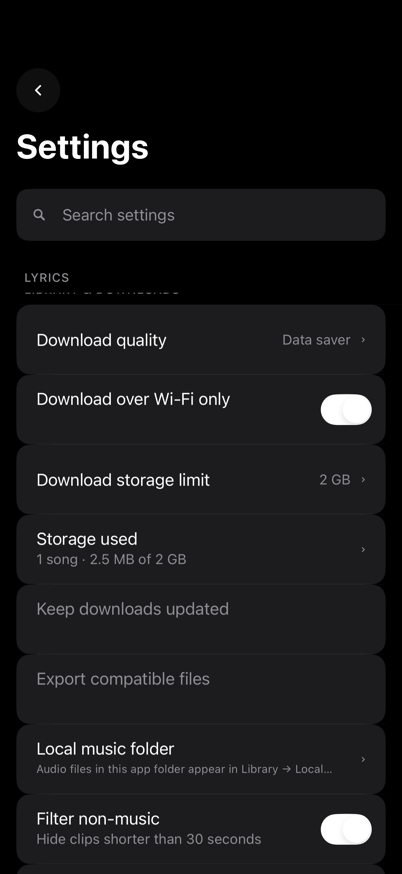 Settings
Search settings
LYRICS
Download quality
Data saver
Download over Wi-Fi only
Download storage limit
2 GB
Storage used
1 song · 2.5 MB of 2 GB
Keep downloads updated
Export compatible files
Local music folder
Audio files in this app folder appear in Library → Local...
Filter non-music
Hide clips shorter than 30 seconds